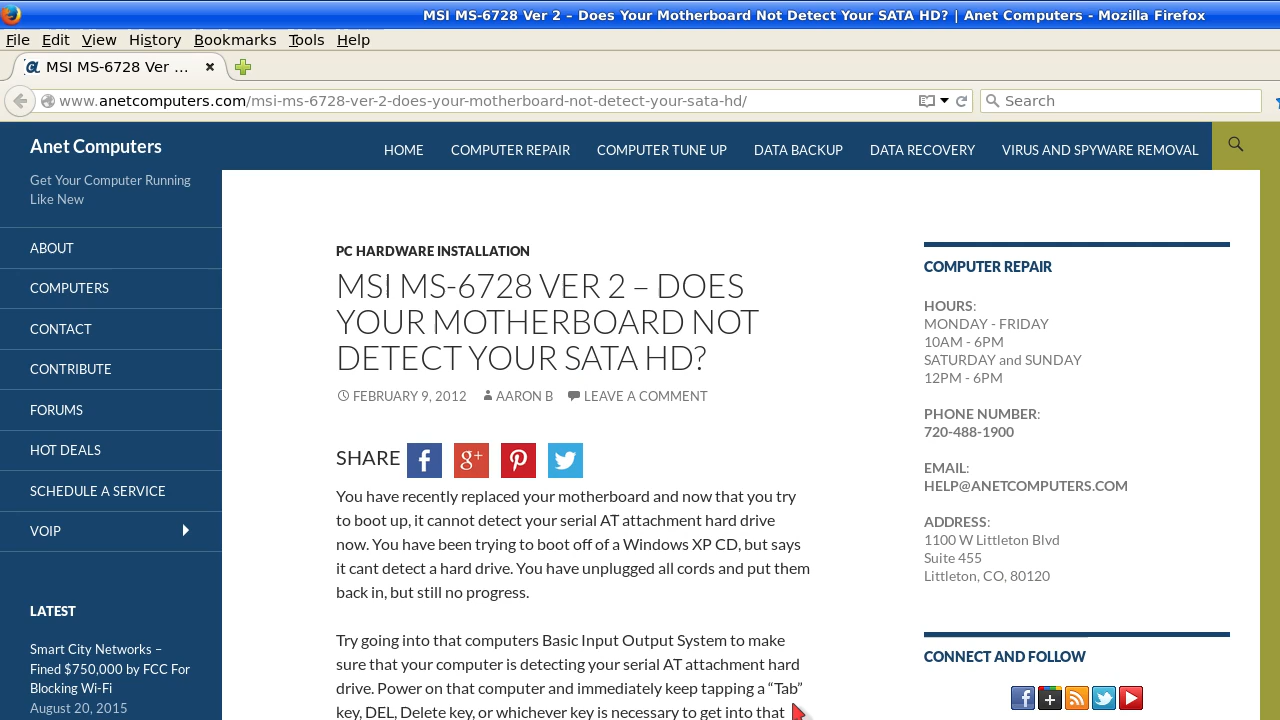 MSI MS-6728 Ver 2 – Does Your Motherboard Not Detect Your SATA HD? | Anet Computers - Mozilla Firefox
File Edit View History Bookmarks Tools Help
MSI MS-6728 Ver ...
www.anetcomputers.com/msi-ms-6728-ver-2-does-your-motherboard-not-detect-your-sata-hd/
Search
Anet Computers
Get Your Computer Running
Like New
HOME COMPUTER REPAIR COMPUTER TUNE UP DATA BACKUP DATA RECOVERY VIRUS AND SPYWARE REMOVAL
ABOUT
COMPUTERS
CONTACT
CONTRIBUTE
FORUMS
HOT DEALS
SCHEDULE A SERVICE
VOIP
LATEST
Smart City Networks –
Fined $750,000 by FCC For
Blocking Wi-Fi
August 20, 2015
PC HARDWARE INSTALLATION
MSI MS-6728 VER 2 – DOES
YOUR MOTHERBOARD NOT
DETECT YOUR SATA HD?
FEBRUARY 9, 2012 AARON B LEAVE A COMMENT
SHARE
You have recently replaced your motherboard and now that you try
to boot up, it cannot detect your serial AT attachment hard drive
now. You have been trying to boot off of a Windows XP CD, but says
it cant detect a hard drive. You have unplugged all cords and put them
back in, but still no progress.
Try going into that computers Basic Input Output System to make
sure that your computer is detecting your serial AT attachment hard
drive. Power on that computer and immediately keep tapping a “Tab”
key, DEL, Delete key, or whichever key is necessary to get into that
COMPUTER REPAIR
HOURS:
MONDAY - FRIDAY
10AM - 6PM
SATURDAY and SUNDAY
12PM - 6PM
PHONE NUMBER:
720-488-1900
EMAIL:
HELP@ANETCOMPUTERS.COM
ADDRESS:
1100 W Littleton Blvd
Suite 455
Littleton, CO, 80120
CONNECT AND FOLLOW